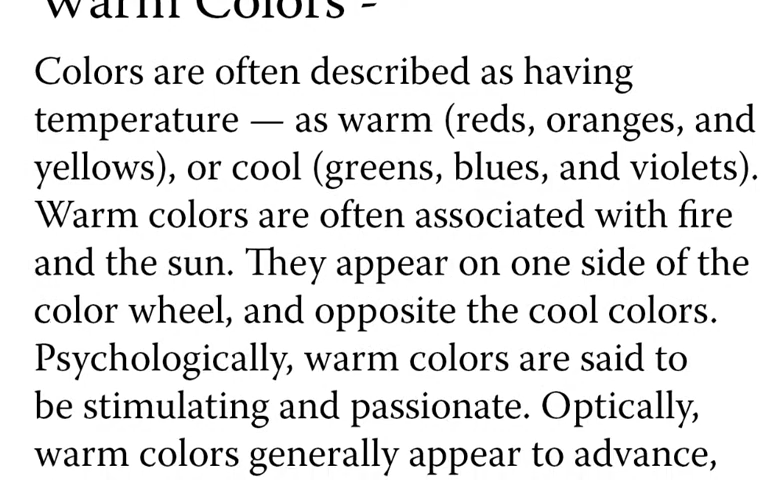 Warm Colors -
Colors are often described as having
temperature — as warm (reds, oranges, and
yellows), or cool (greens, blues, and violets).
Warm colors are often associated with fire
and the sun. They appear on one side of the
color wheel, and opposite the cool colors.
Psychologically, warm colors are said to
be stimulating and passionate. Optically,
warm colors generally appear to advance,